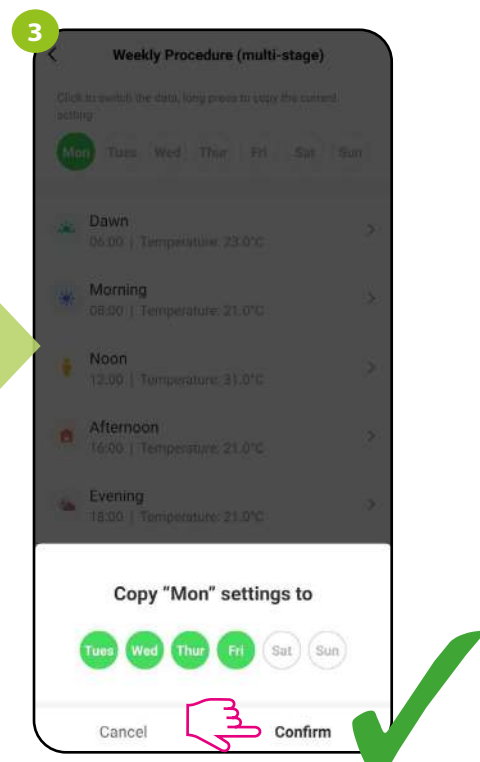 3
Weekly Procedure (multi-stage)
Click to switch the data, long press to copy the current
setting
Mon Tues Wed Thur Fri Sat Sun
Dawn
06:00 | Temperature: 23.0°C
Morning
08:00 | Temperature: 21.0°C
Noon
12:00 | Temperature: 31.0°C
Afternoon
16:00 | Temperature: 21.0°C
Evening
18:00 | Temperature: 21.0°C
Copy "Mon" settings to
Tues Wed Thur Fri Sat Sun
Cancel Confirm